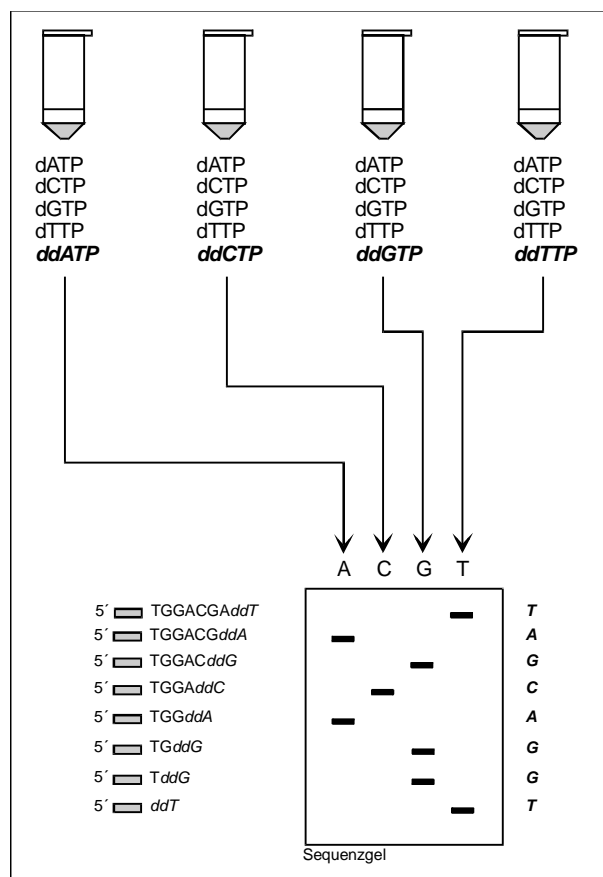 dATP dATP dATP dATP
dCTP dCTP dCTP dCTP
dGTP dGTP dGTP dGTP
dTTP dTTP dTTP dTTP
ddATP ddCTP ddGTP ddTTP
A C G T
5´ TGGACGAddT T
5´ TGGACGddA A
5´ TGGACddG G
5´ TGGAddC C
5´ TGGddA A
5´ TGddG G
5´ TddG G
5´ ddT T
Sequenzgel